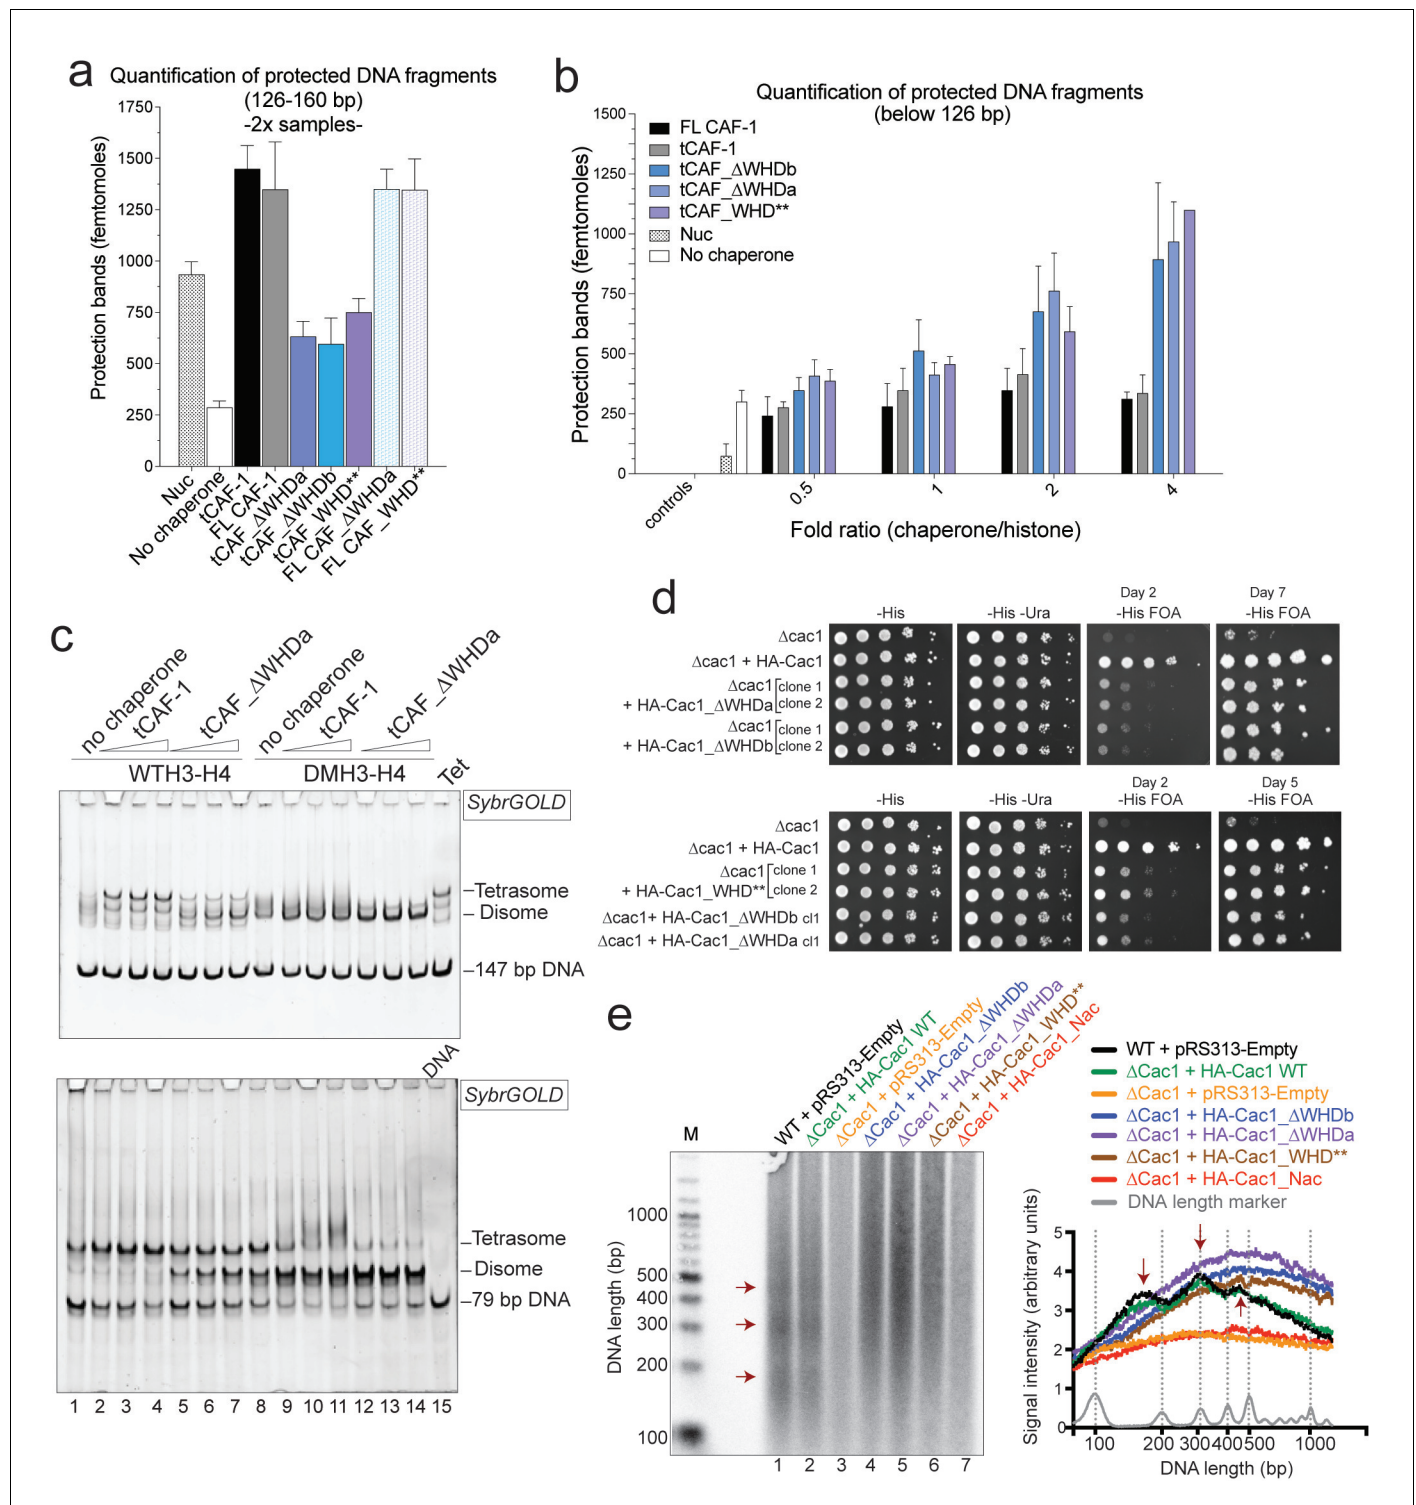 a
Quantification of protected DNA fragments
(126-160 bp)
-2x samples-
Protection bands (femtomoles)
1750
1500
1250
1000
750
500
250
0
Nuc
No chaperone
tCAF-1
FL CAF-1
tCAF_ΔWHDa
tCAF_ΔWHDb
tCAF_WHD**
FL CAF_ΔWHDa
FL CAF_WHD**
b
Quantification of protected DNA fragments
(below 126 bp)
Protection bands (femtomoles)
1500
1250
1000
750
500
250
0
FL CAF-1
tCAF-1
tCAF_ΔWHDb
tCAF_ΔWHDa
tCAF_WHD**
Nuc
No chaperone
controls
0.5
1
2
4
Fold ratio (chaperone/histone)
c
no chaperone
tCAF-1
tCAF_ΔWHDa
no chaperone
tCAF-1
tCAF_ΔWHDa
WTH3-H4
DMH3-H4
Tet
SybrGOLD
Tetrasome
Disome
147 bp DNA
DNA
SybrGOLD
Tetrasome
Disome
79 bp DNA
1 2 3 4 5 6 7 8 9 10 11 12 13 14 15
d
-His
-His -Ura
Day 2
-His FOA
Day 7
-His FOA
Δcac1
Δcac1 + HA-Cac1
Δcac1
+ HA-Cac1_ΔWHDa
clone 1
clone 2
Δcac1
+ HA-Cac1_ΔWHDb
clone 1
clone 2
-His
-His -Ura
Day 2
-His FOA
Day 5
-His FOA
Δcac1
Δcac1 + HA-Cac1
Δcac1
+ HA-Cac1_WHD**
clone 1
clone 2
Δcac1+ HA-Cac1_ΔWHDb cl1
Δcac1 + HA-Cac1_ΔWHDa cl1
e
M
WT + pRS313-Empty
ΔCac1 + HA-Cac1 WT
ΔCac1 + pRS313-Empty
ΔCac1 + HA-Cac1_ΔWHDb
ΔCac1 + HA-Cac1_ΔWHDa
ΔCac1 + HA-Cac1_WHD**
ΔCac1 + HA-Cac1_Nac
DNA length (bp)
1000
500
400
300
200
100
1 2 3 4 5 6 7
WT + pRS313-Empty
ΔCac1 + HA-Cac1 WT
ΔCac1 + pRS313-Empty
ΔCac1 + HA-Cac1_ΔWHDb
ΔCac1 + HA-Cac1_ΔWHDa
ΔCac1 + HA-Cac1_WHD**
ΔCac1 + HA-Cac1_Nac
DNA length marker
Signal intensity (arbitrary units)
5
4
3
2
1
0
100 200 300 400 500 1000
DNA length (bp)